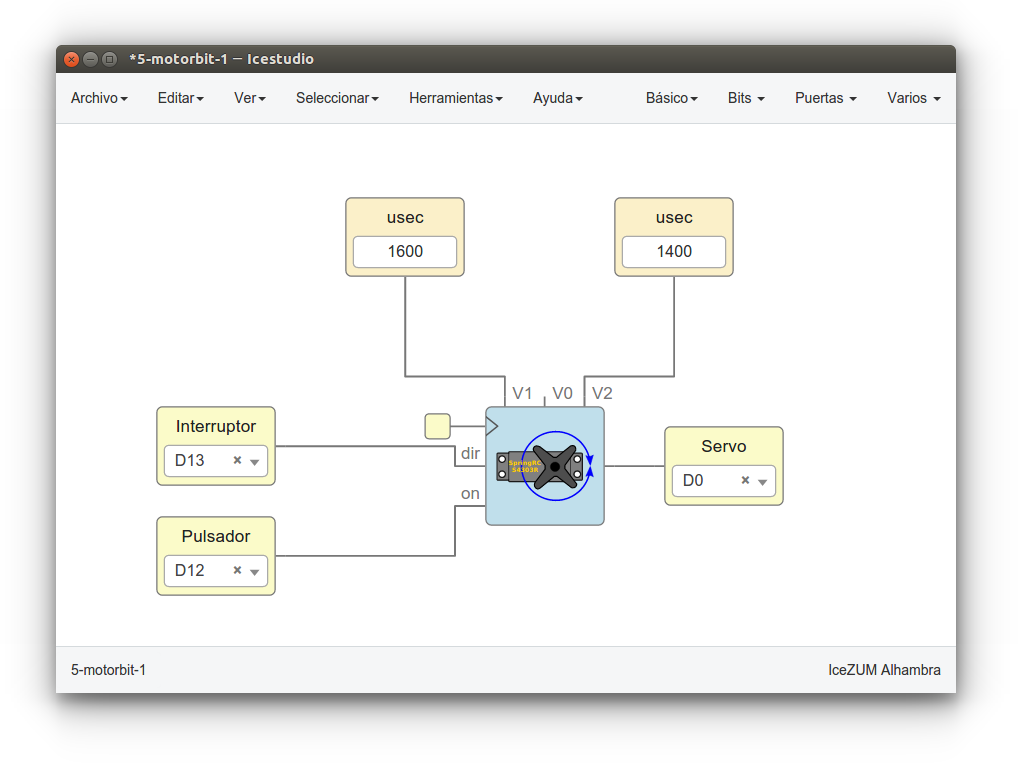 *5-motorbit-1 – Icestudio
Archivo Editar Ver Seleccionar Herramientas Ayuda Básico Bits Puertas Varios
usec
1600
usec
1400
V1 V0 V2
Interruptor
D13 ×
dir
on
SpringRC
S4303R
Servo
D0 ×
Pulsador
D12 ×
5-motorbit-1
IceZUM Alhambra